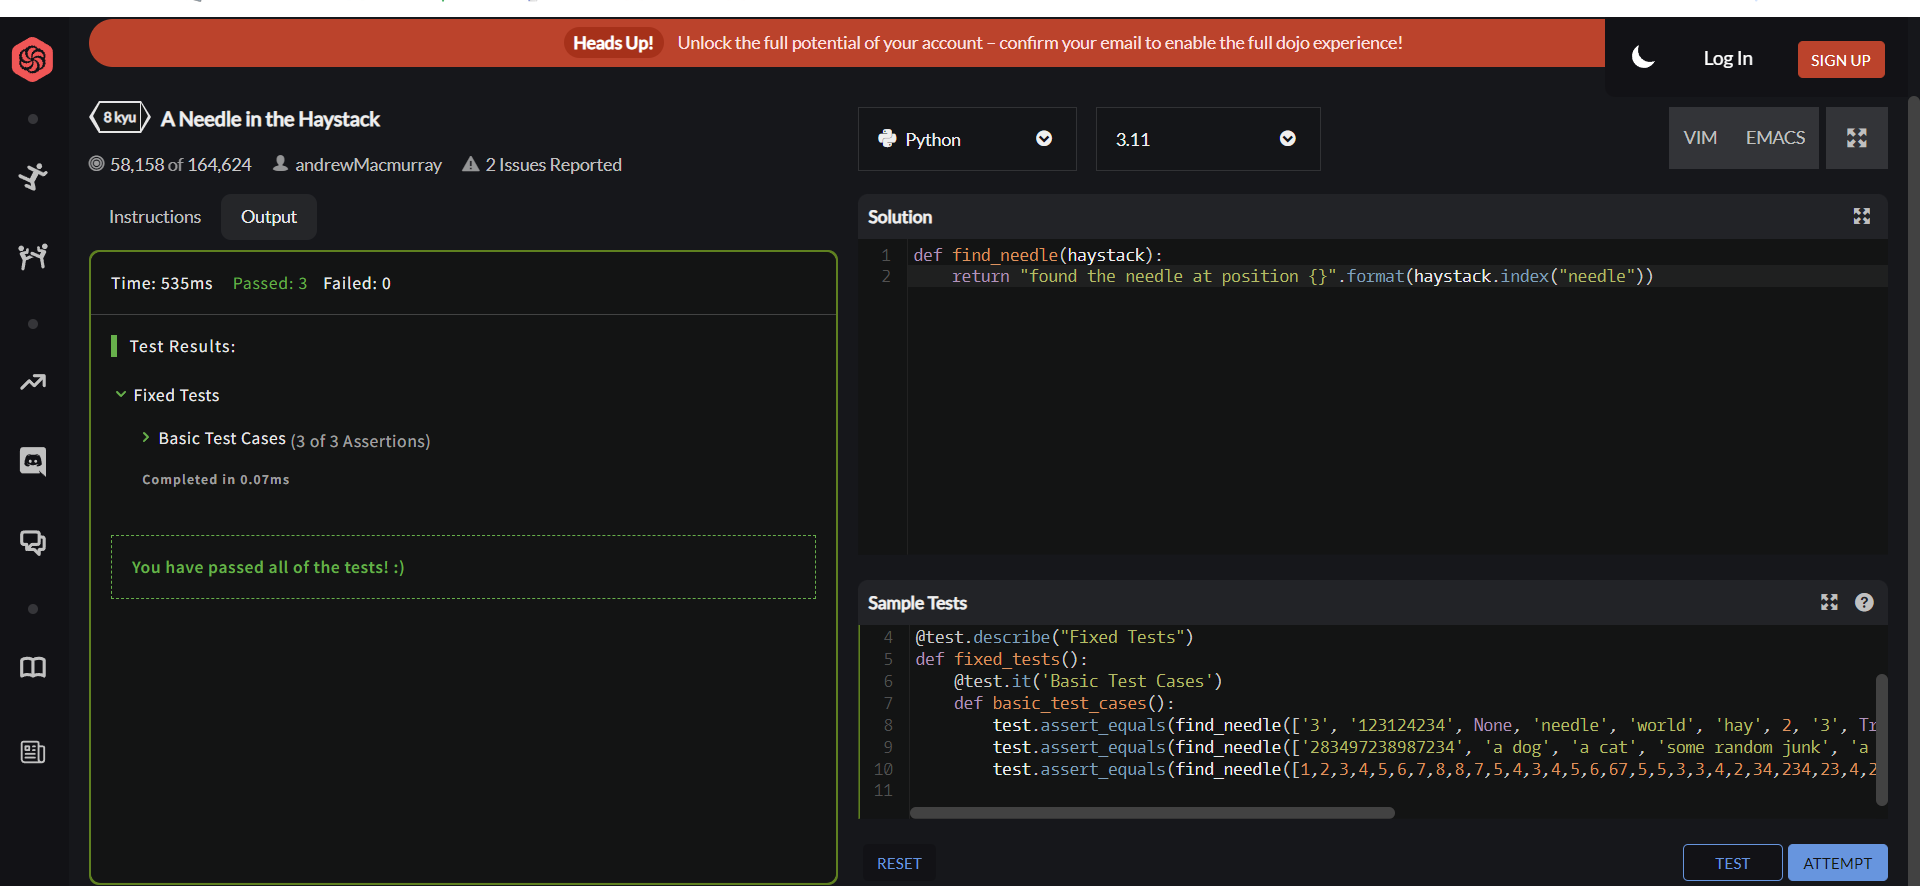 Heads Up! Unlock the full potential of your account – confirm your email to enable the full dojo experience!
Log In
SIGN UP
8 kyu A Needle in the Haystack
58,158 of 164,624 andrewMacmurray 2 Issues Reported
Instructions Output
Time: 535ms Passed: 3 Failed: 0
Test Results:
Fixed Tests
Basic Test Cases (3 of 3 Assertions)
Completed in 0.07ms
You have passed all of the tests! :)
Python 3.11
VIM EMACS
Solution
1 def find_needle(haystack):
2     return "found the needle at position {}".format(haystack.index("needle"))
Sample Tests
4 @test.describe("Fixed Tests")
5 def fixed_tests():
6     @test.it('Basic Test Cases')
7     def basic_test_cases():
8         test.assert_equals(find_needle(['3', '123124234', None, 'needle', 'world', 'hay', 2, '3', Tr
9         test.assert_equals(find_needle(['283497238987234', 'a dog', 'a cat', 'some random junk', 'a
10         test.assert_equals(find_needle([1,2,3,4,5,6,7,8,8,7,5,4,3,4,5,6,67,5,5,3,3,4,2,34,234,23,4,2
11
RESET TEST ATTEMPT